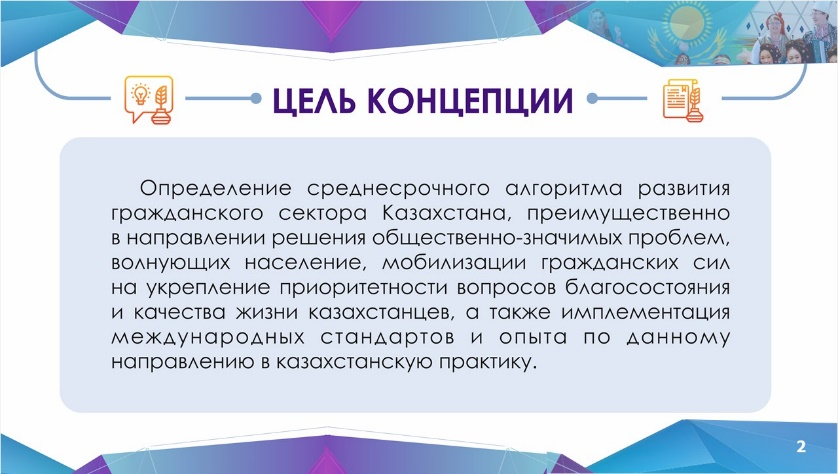 ЦЕЛЬ КОНЦЕПЦИИ
Определение среднесрочного алгоритма развития
гражданского сектора Казахстана, преимущественно
в направлении решения общественно-значимых проблем,
волнующих население, мобилизации гражданских сил
на укрепление приоритетности вопросов благосостояния
и качества жизни казахстанцев, а также имплементация
международных стандартов и опыта по данному
направлению в казахстанскую практику.
2